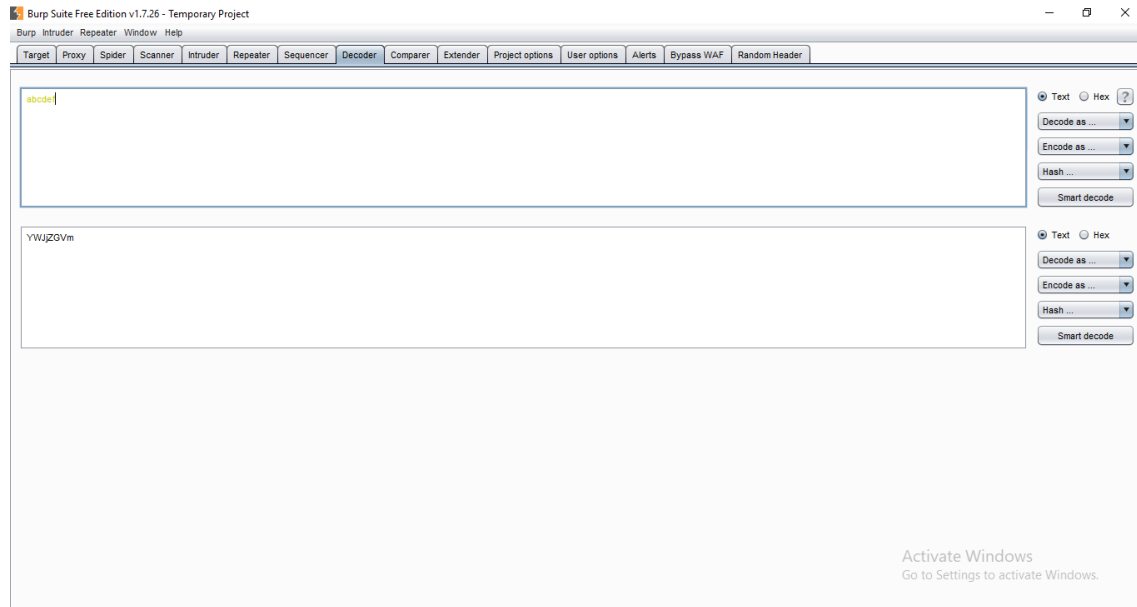 Burp Suite Free Edition v1.7.26 - Temporary Project
Burp Intruder Repeater Window Help
Target Proxy Spider Scanner Intruder Repeater Sequencer Decoder Comparer Extender Project options User options Alerts Bypass WAF Random Header
abcdef
Text Hex ?
Decode as ...
Encode as ...
Hash ...
Smart decode
YWJjZGVm
Text Hex
Decode as ...
Encode as ...
Hash ...
Smart decode
Activate Windows
Go to Settings to activate Windows.